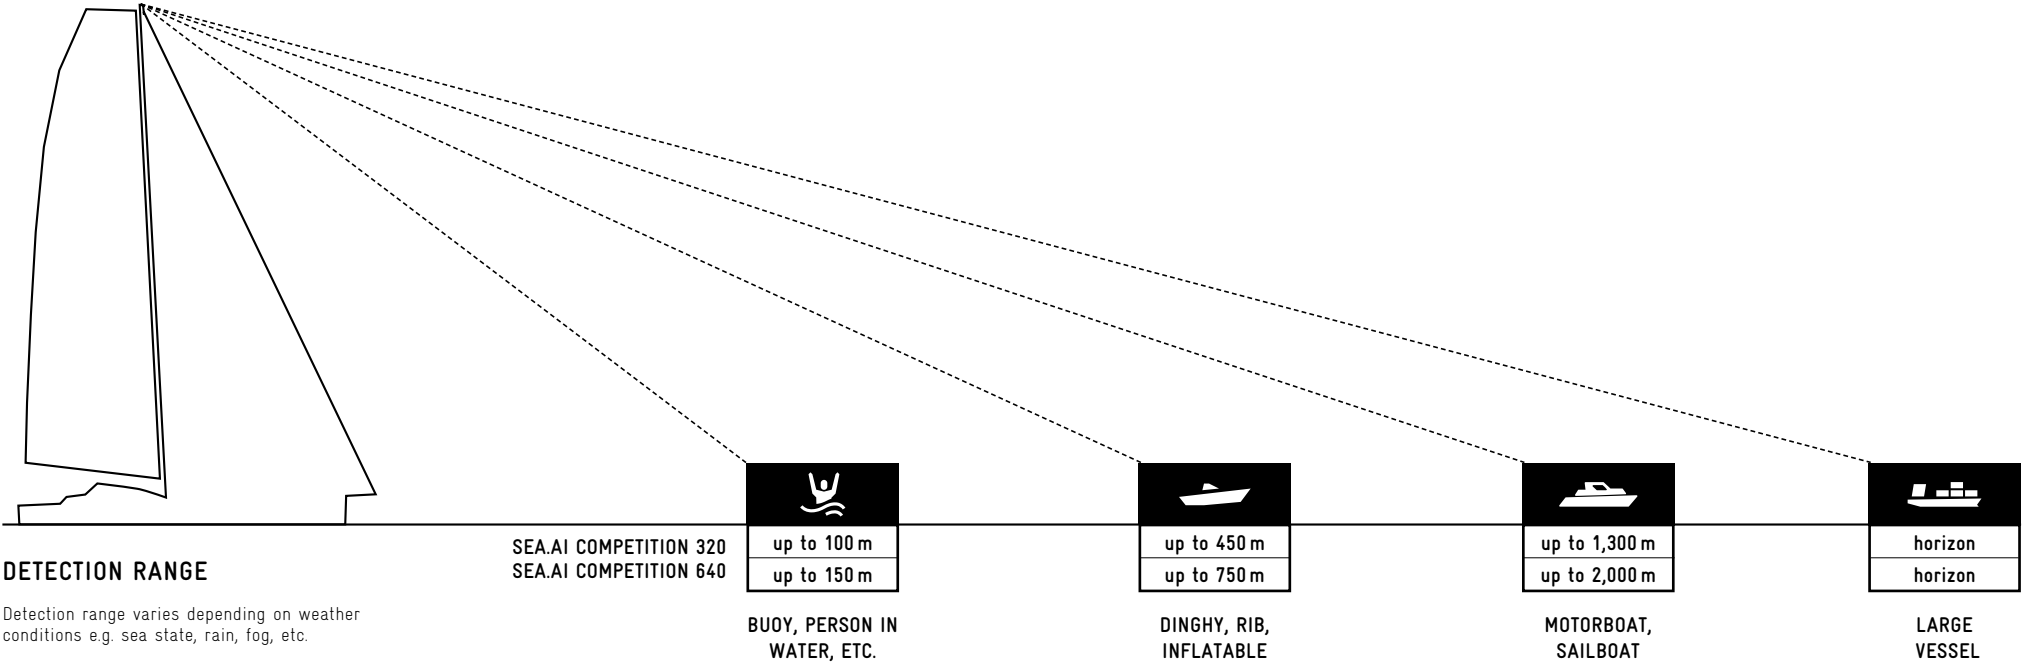 SEA.AI COMPETITION 320 up to 100 m up to 450 m up to 1,300 m horizon
SEA.AI COMPETITION 640 up to 150 m up to 750 m up to 2,000 m horizon
DETECTION RANGE
Detection range varies depending on weather
conditions e.g. sea state, rain, fog, etc.
BUOY, PERSON IN
WATER, ETC.
DINGHY, RIB,
INFLATABLE
MOTORBOAT,
SAILBOAT
LARGE
VESSEL